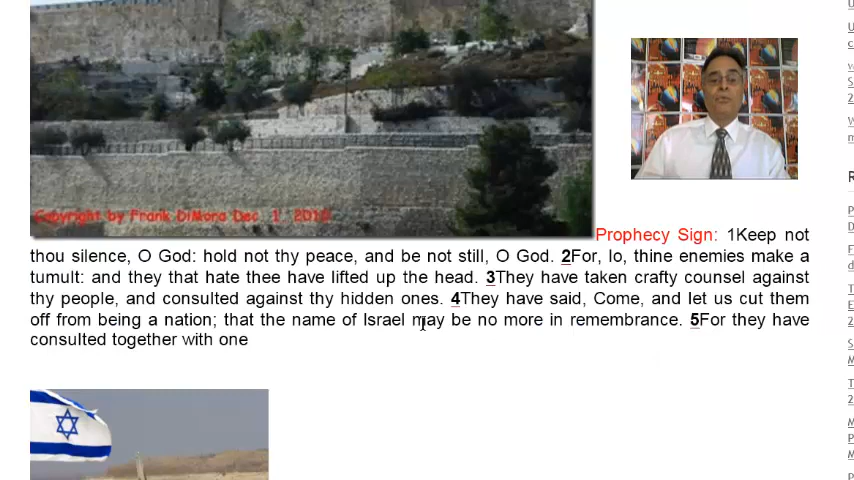 Copyright by Frank DiMora Dec. 1, 2010
Prophecy Sign: 1Keep not
thou silence, O God: hold not thy peace, and be not still, O God. 2For, lo, thine enemies make a
tumult: and they that hate thee have lifted up the head. 3They have taken crafty counsel against
thy people, and consulted against thy hidden ones. 4They have said, Come, and let us cut them
off from being a nation; that the name of Israel may be no more in remembrance. 5For they have
consulted together with one